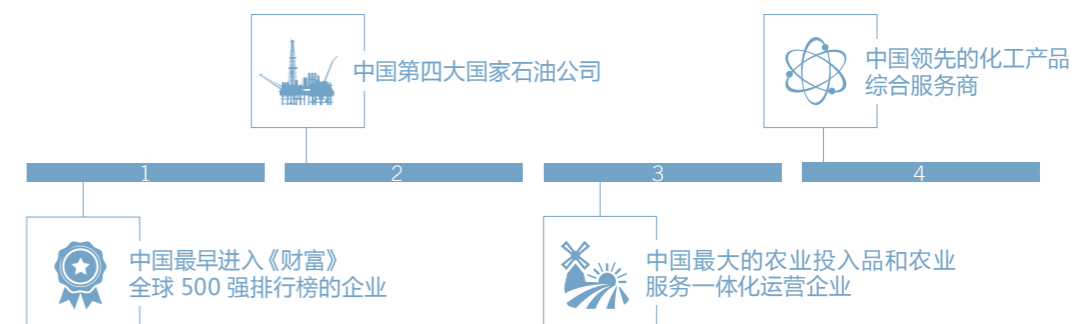 中国第四大国家石油公司
中国领先的化工产品
综合服务商
1
2
3
4
中国最早进入《财富》
全球 500 强排行榜的企业
中国最大的农业投入品和农业
服务一体化运营企业